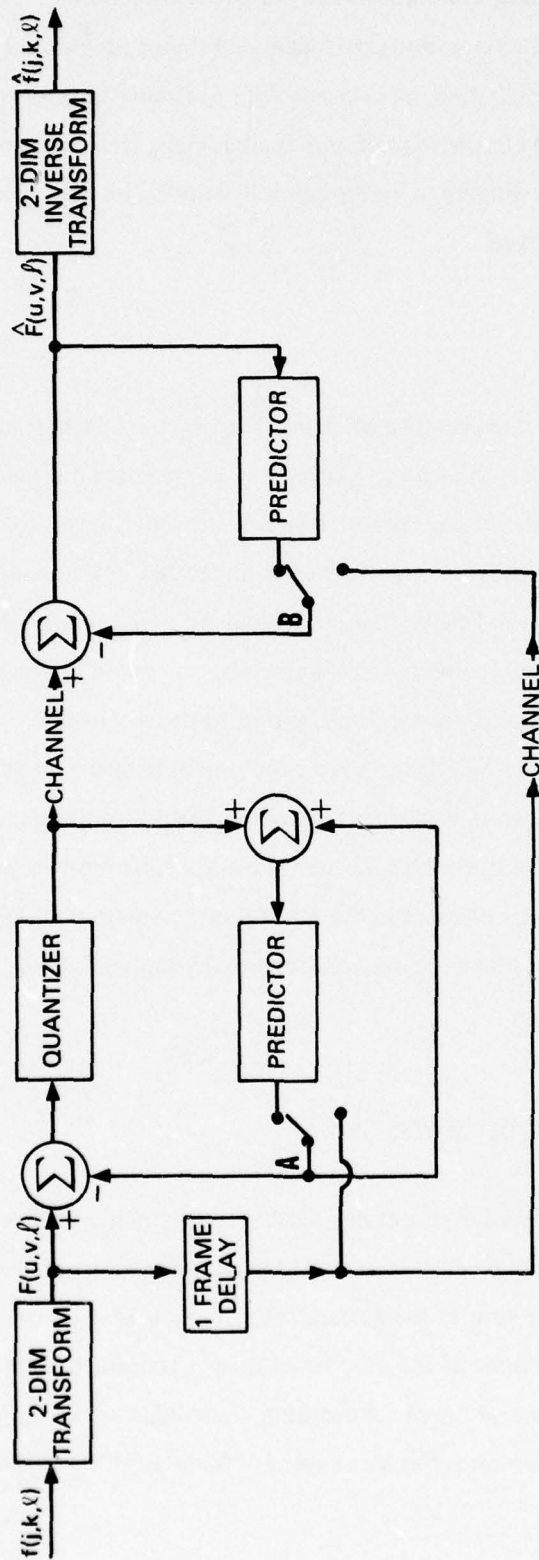 f(j,k,ℓ)
2-DIM
TRANSFORM
F(u,v,ℓ)
+
Σ
-
1 FRAME
DELAY
QUANTIZER
A
PREDICTOR
+
Σ
+
CHANNEL
+
Σ
-
B
PREDICTOR
CHANNEL
F̂(u,v,ℓ)
2-DIM
INVERSE
TRANSFORM
f̂(j,k,ℓ)